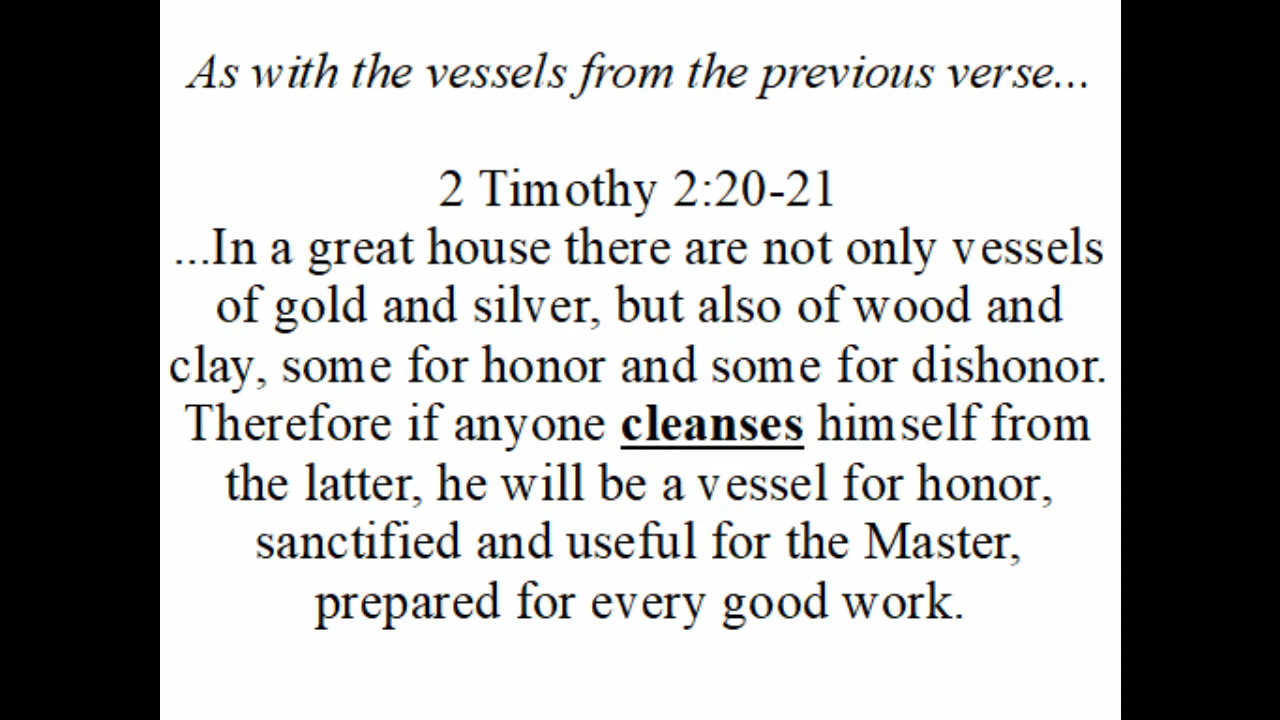 As with the vessels from the previous verse...
2 Timothy 2:20-21
...In a great house there are not only vessels
of gold and silver, but also of wood and
clay, some for honor and some for dishonor.
Therefore if anyone cleanses himself from
the latter, he will be a vessel for honor,
sanctified and useful for the Master,
prepared for every good work.